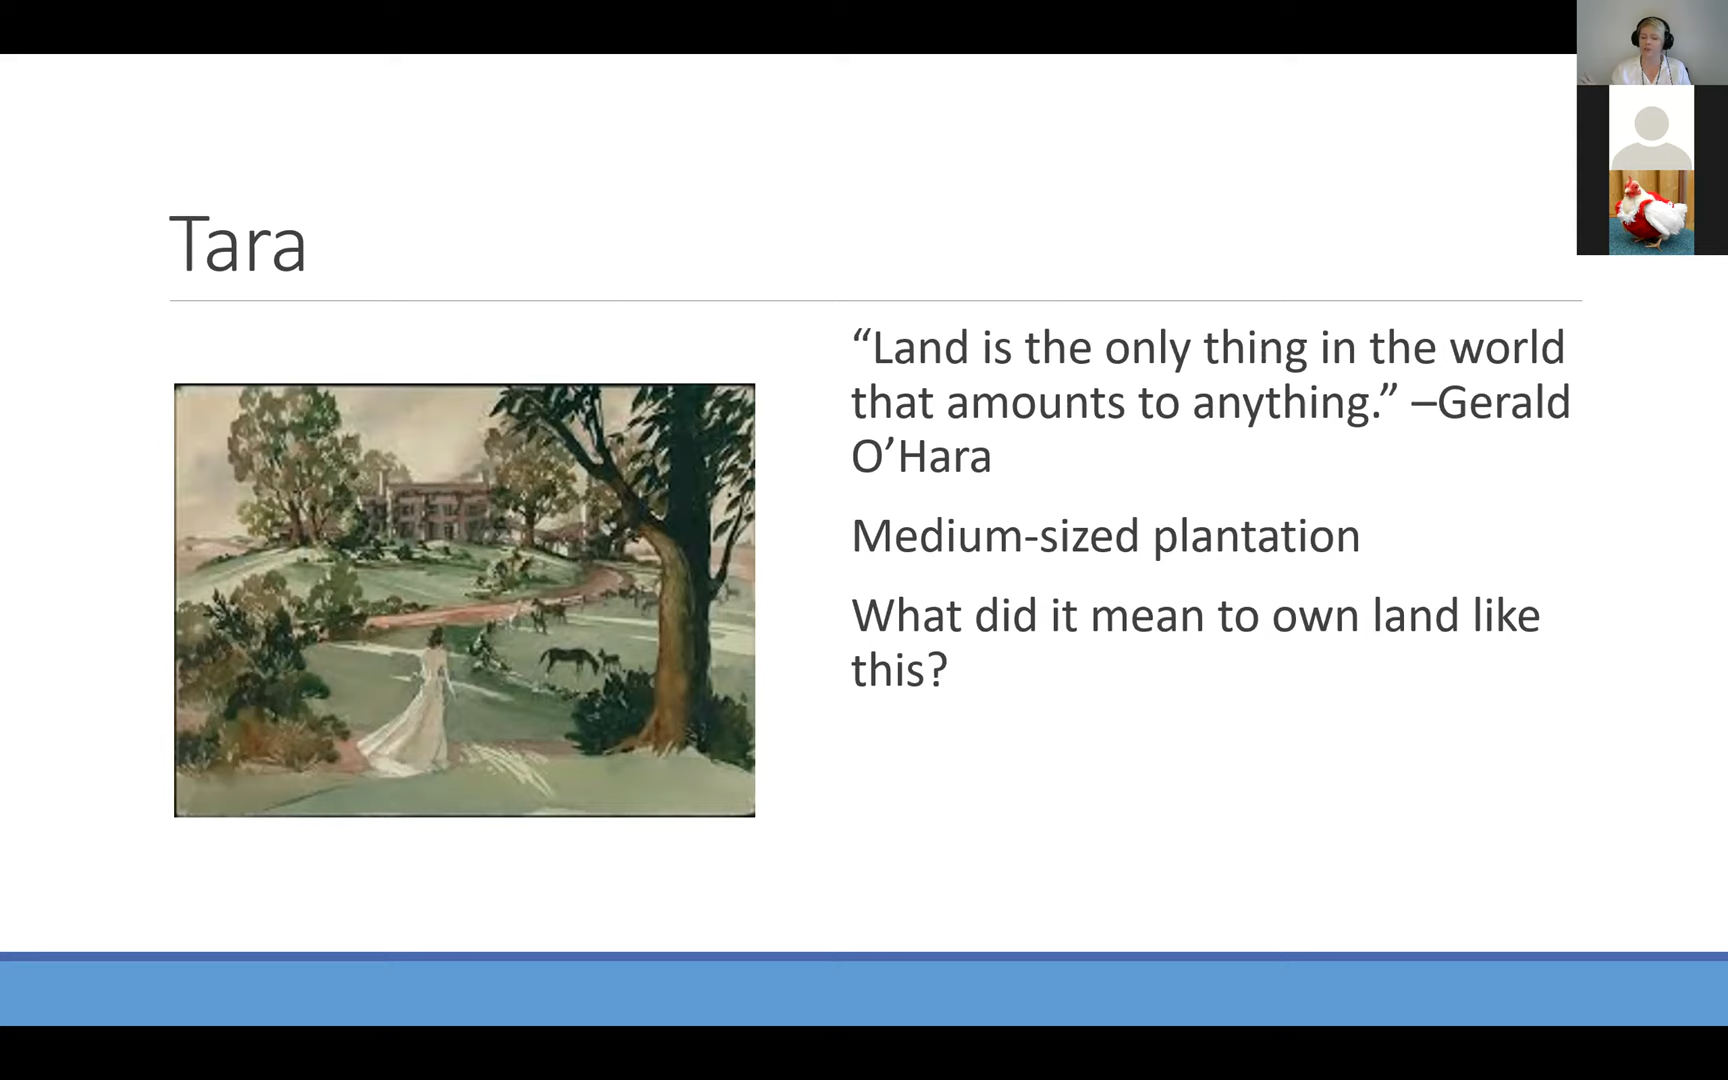 Tara
“Land is the only thing in the world
that amounts to anything.” –Gerald
O’Hara
Medium-sized plantation
What did it mean to own land like
this?